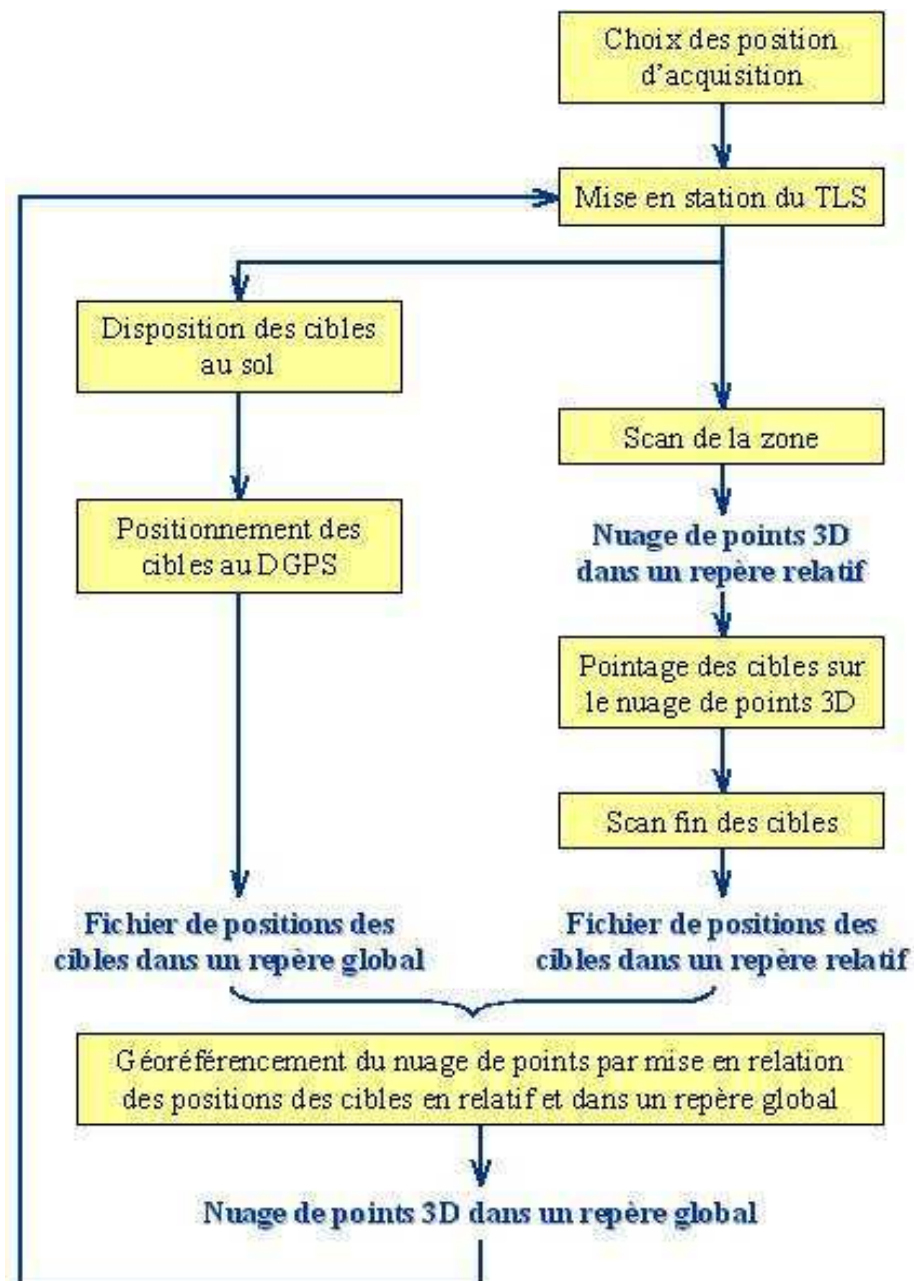 Choix des position
d'acquisition
Mise en station du TLS
Disposition des cibles
au sol
Scan de la zone
Positionnement des
cibles au DGPS
Nuage de points 3D
dans un repère relatif
Pointage des cibles sur
le nuage de points 3D
Scan fin des cibles
Fichier de positions des
cibles dans un repère global
Fichier de positions des
cibles dans un repère relatif
Géoréférencement du nuage de points par mise en relation
des positions des cibles en relatif et dans un repère global
Nuage de points 3D dans un repère global